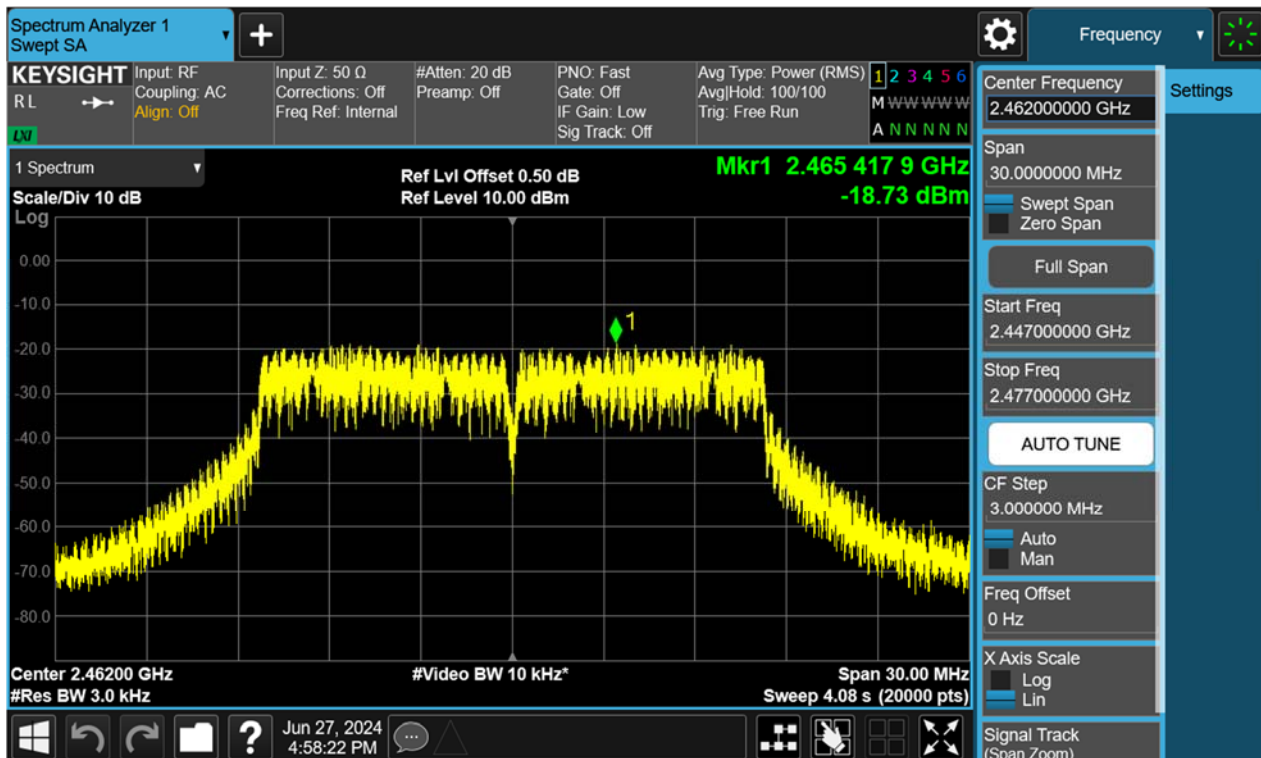 Spectrum Analyzer 1
Swept SA
+
Frequency
KEYSIGHT
RL
LXI
Input: RF
Coupling: AC
Align: Off
Input Z: 50 Ω
Corrections: Off
Freq Ref: Internal
#Atten: 20 dB
Preamp: Off
PNO: Fast
Gate: Off
IF Gain: Low
Sig Track: Off
Avg Type: Power (RMS)
Avg|Hold: 100/100
Trig: Free Run
1 2 3 4 5 6
M W W W W W
A N N N N N
Center Frequency
2.462000000 GHz
Settings
1 Spectrum
Scale/Div 10 dB
Ref Lvl Offset 0.50 dB
Ref Level 10.00 dBm
Mkr1 2.465 417 9 GHz
-18.73 dBm
Log
0.00
-10.0
-20.0
-30.0
-40.0
-50.0
-60.0
-70.0
-80.0
1
Center 2.46200 GHz
#Res BW 3.0 kHz
#Video BW 10 kHz*
Span 30.00 MHz
Sweep 4.08 s (20000 pts)
Span
30.0000000 MHz
Swept Span
Zero Span
Full Span
Start Freq
2.447000000 GHz
Stop Freq
2.477000000 GHz
AUTO TUNE
CF Step
3.000000 MHz
Auto
Man
Freq Offset
0 Hz
X Axis Scale
Log
Lin
Signal Track
(Span Zoom)
?
Jun 27, 2024
4:58:22 PM